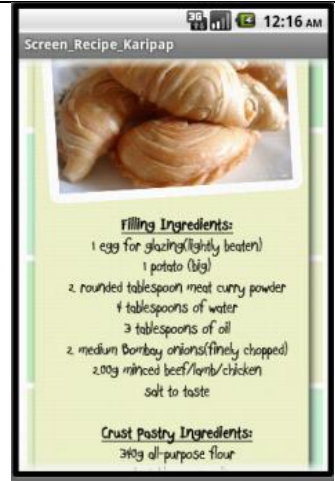 3G
12:16 AM
Screen_Recipe_Karipap
Filling Ingredients:
1 egg for glazing(lightly beaten)
1 potato (big)
2 rounded tablespoon meat curry powder
4 tablespoons of water
3 tablespoons of oil
2 medium Bombay onions(finely chopped)
200g minced beef/lamb/chicken
salt to taste
Crust Pastry Ingredients:
340g all-purpose flour